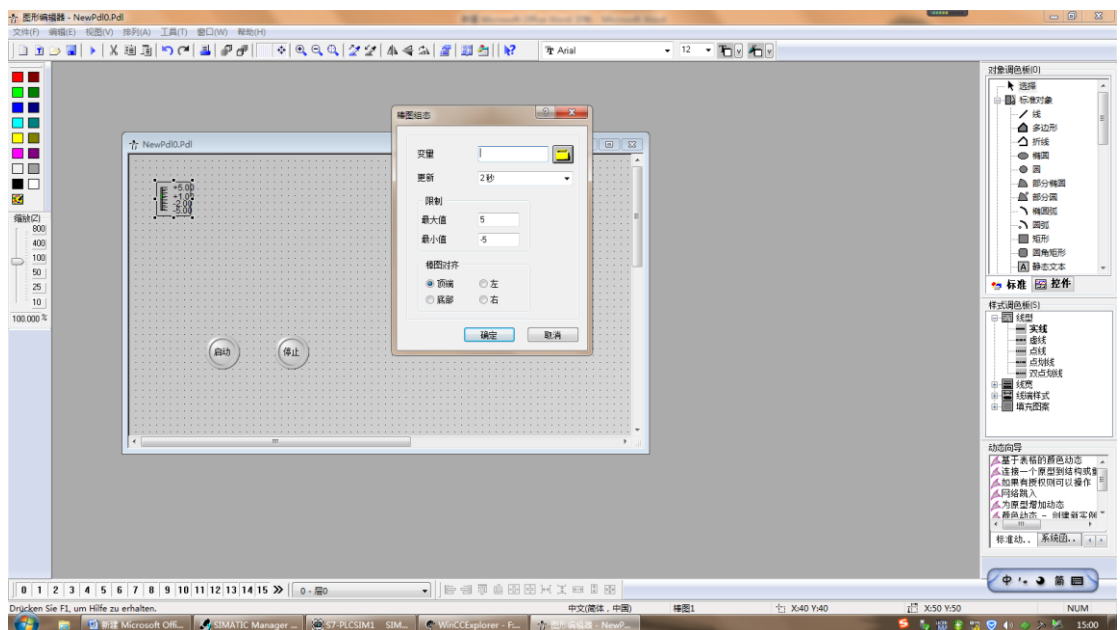 图形编辑器 - NewPdl0.Pdl
文件(F) 编辑(E) 视图(V) 排列(A) 工具(T) 窗口(W) 帮助(H)
Arial 12
缩放(Z)
800
400
100
50
25
10
100.000 %
NewPdl0.Pdl
+5.00
+1.00
-2.00
-5.00
启动 停止
棒图组态
变量
更新 2 秒
限制
最大值 5
最小值 -5
棒图对齐
顶端 左
底部 右
确定 取消
对象调色板(O)
选择
标准对象
线
多边形
折线
椭圆
圆
部分椭圆
部分圆
椭圆弧
圆弧
矩形
圆角矩形
静态文本
标准 控件
样式调色板(S)
线型
实线
虚线
点线
点划线
双点划线
线宽
线端样式
填充图案
动态向导
基于表格的颜色动态
连接一个原型到结构或
如果有授权则可以操作
网络跳入
为原型增加动态
颜色动态 - 创建新实例
标准动.. 系统函..
0 1 2 3 4 5 6 7 8 9 10 11 12 13 14 15 0 - 层0
中
Drücken Sie F1, um Hilfe zu erhalten. 中文(简体，中国) 棒图1 X:40 Y:40 X:50 Y:50 NUM
新建 Microsoft Offi... SIMATIC Manager ... S7-PLCSIM1 SIM... WinCCExplorer - F:... 图形编辑器 - NewP... 15:00